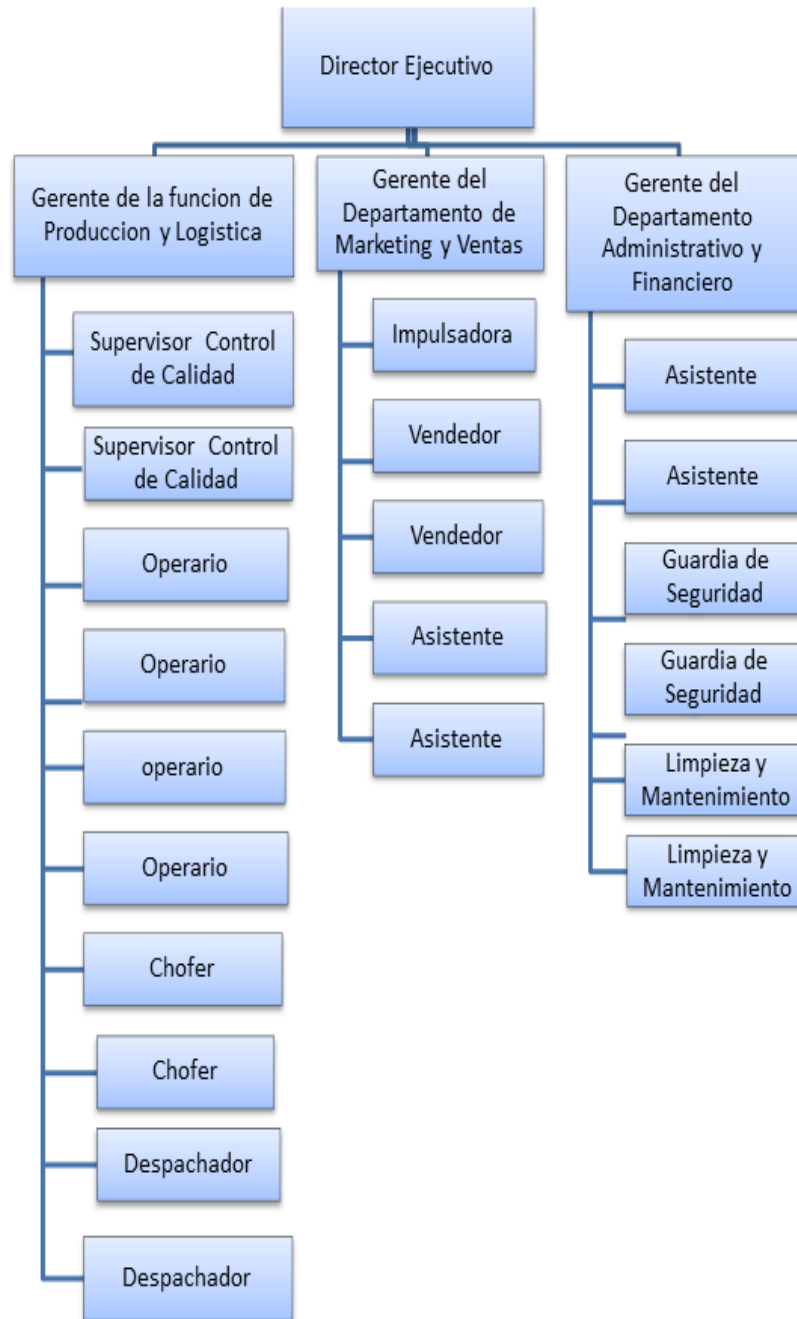 Director Ejecutivo
Gerente de la funcion de
Produccion y Logistica
Supervisor Control
de Calidad
Supervisor Control
de Calidad
Operario
Operario
operario
Operario
Chofer
Chofer
Despachador
Despachador
Gerente del
Departamento de
Marketing y Ventas
Impulsadora
Vendedor
Vendedor
Asistente
Asistente
Gerente del
Departamento
Administrativo y
Financiero
Asistente
Asistente
Guardia de
Seguridad
Guardia de
Seguridad
Limpieza y
Mantenimiento
Limpieza y
Mantenimiento